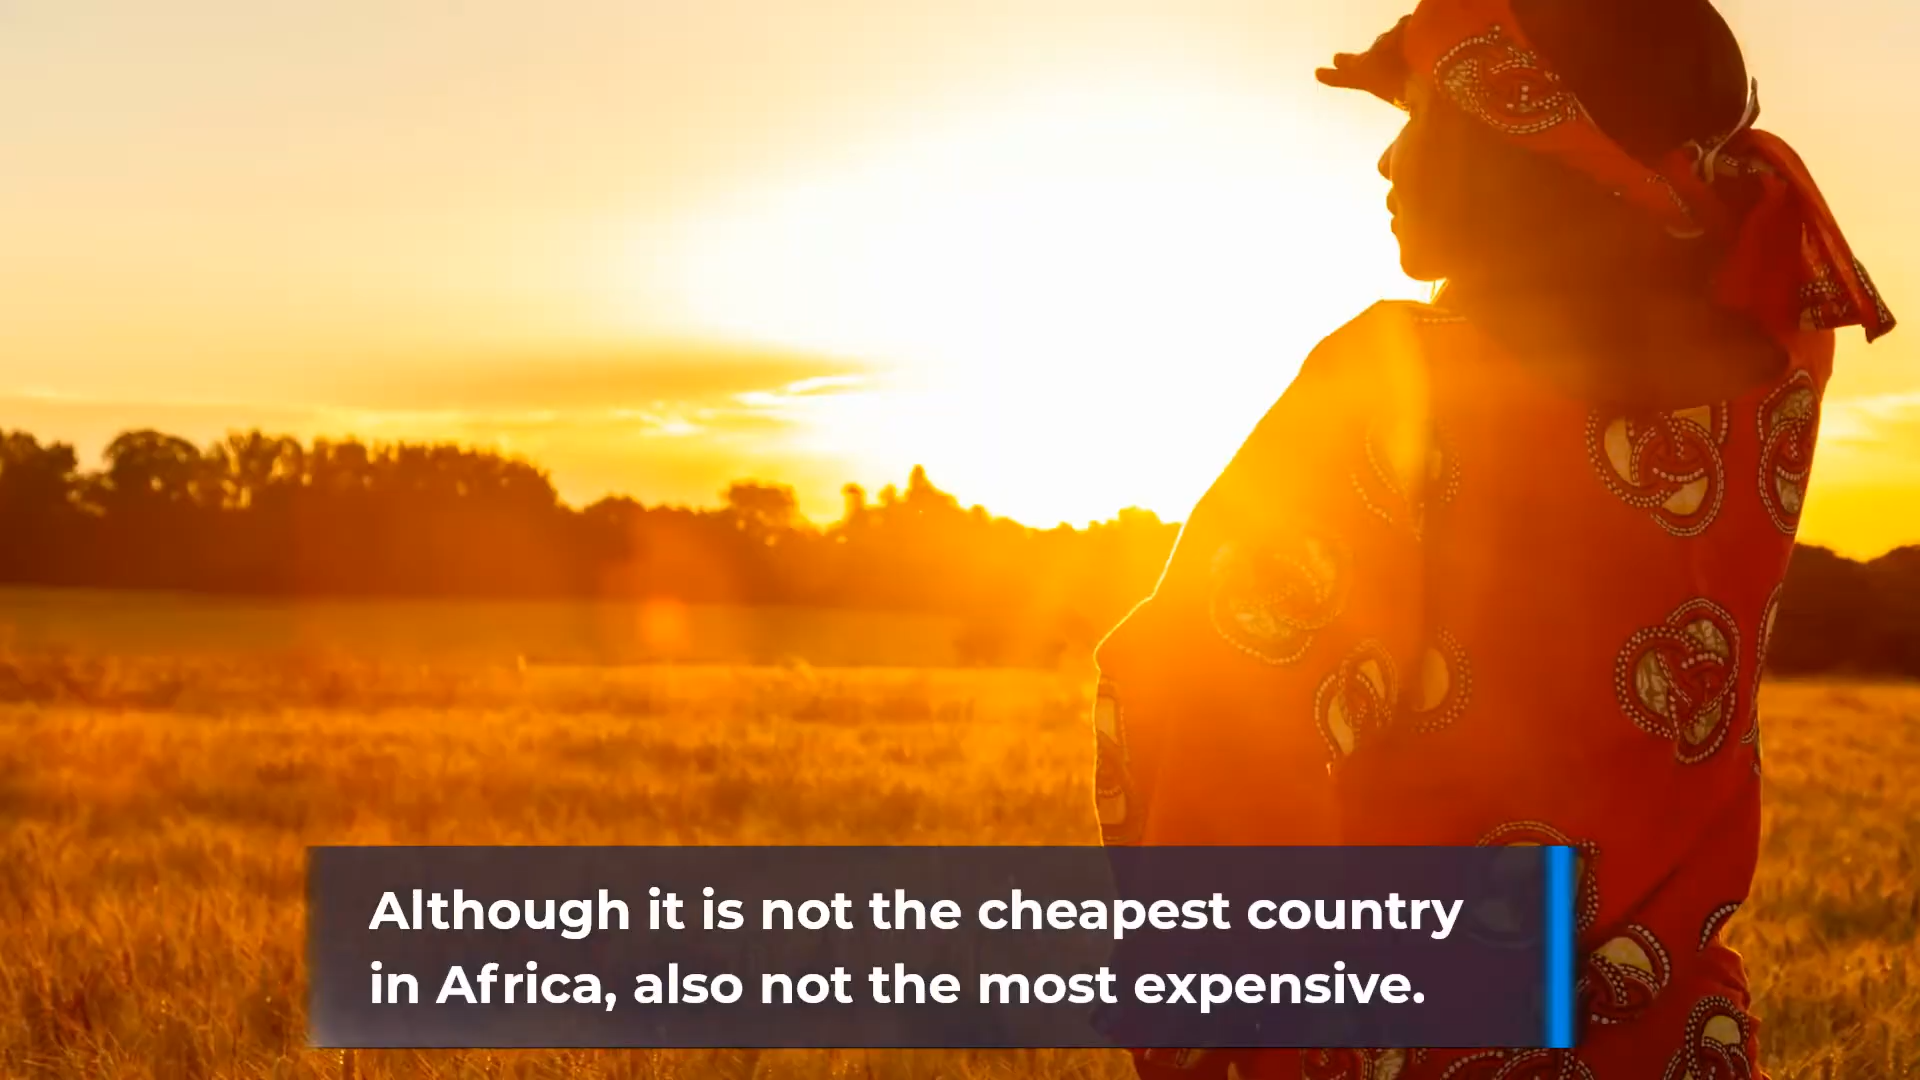 Although it is not the cheapest country
in Africa, also not the most expensive.